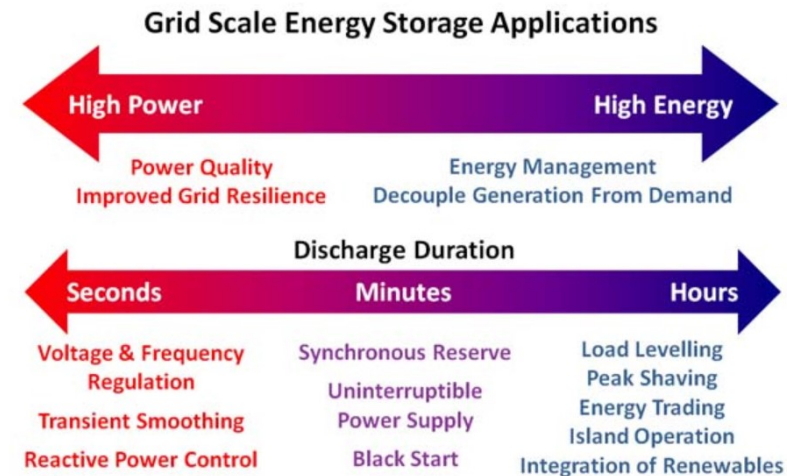 Grid Scale Energy Storage Applications
High Power
High Energy
Power Quality
Improved Grid Resilience
Energy Management
Decouple Generation From Demand
Discharge Duration
Seconds
Minutes
Hours
Voltage & Frequency
Regulation
Transient Smoothing
Reactive Power Control
Synchronous Reserve
Uninterruptible
Power Supply
Black Start
Load Levelling
Peak Shaving
Energy Trading
Island Operation
Integration of Renewables